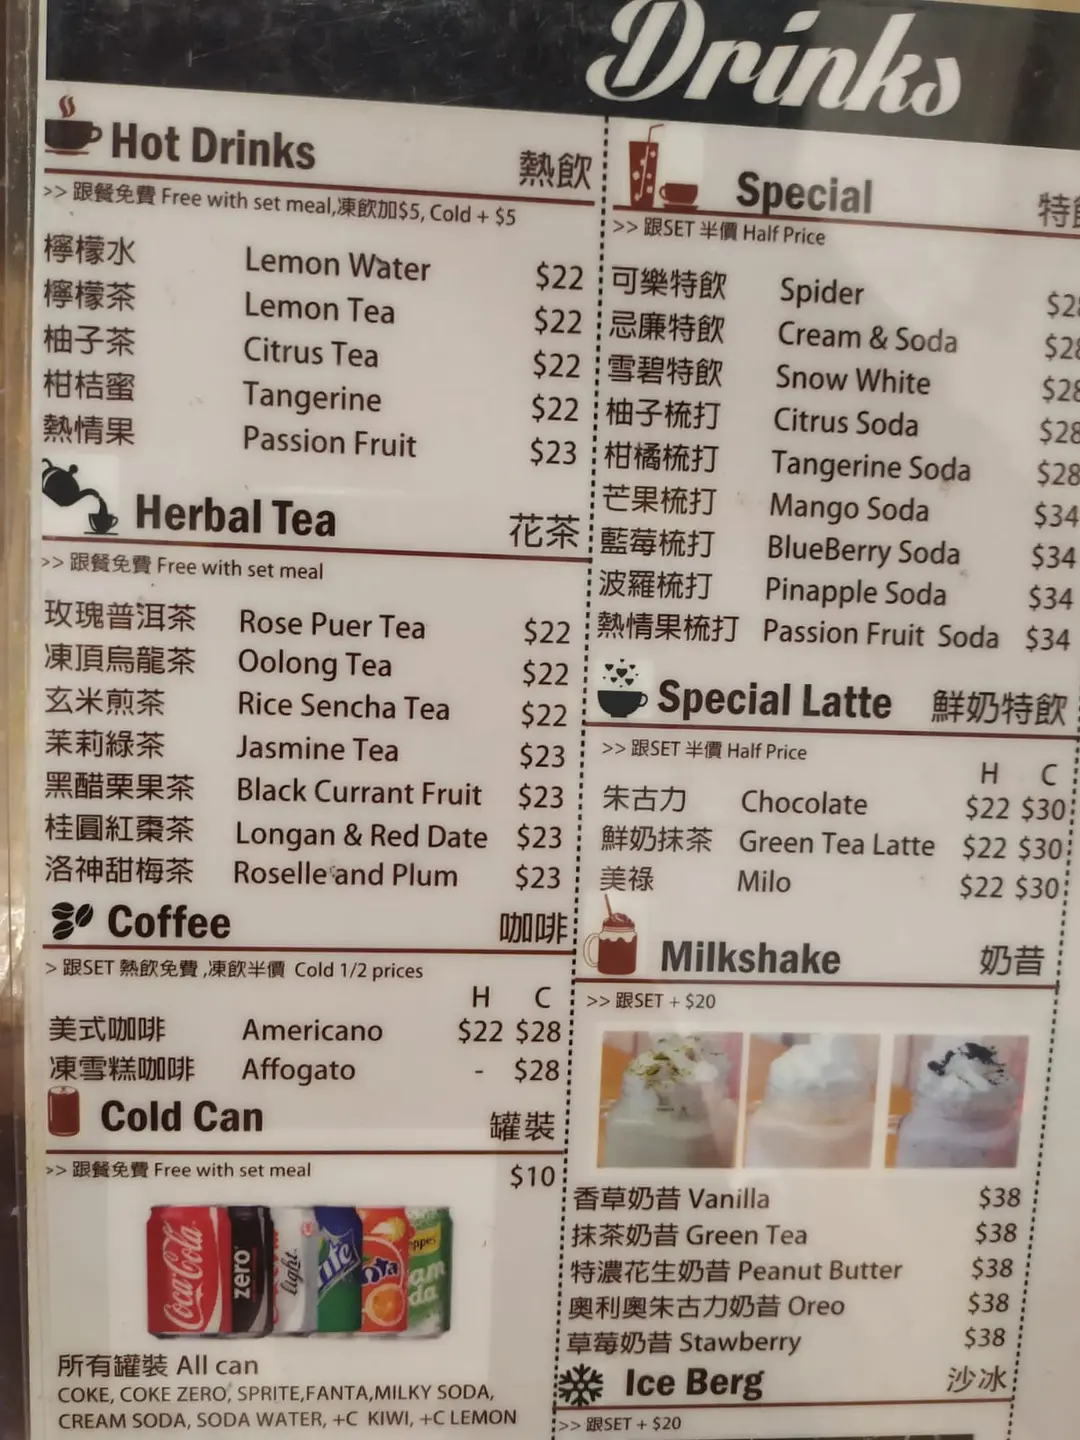 Drinks
Hot Drinks 熱飲
>> 跟餐免費 Free with set meal,凍飲加$5, Cold + $5
檸檬水 Lemon Water $22
檸檬茶 Lemon Tea $22
柚子茶 Citrus Tea $22
柑桔蜜 Tangerine $22
熱情果 Passion Fruit $23
Herbal Tea 花茶
>> 跟餐免費 Free with set meal
玫瑰普洱茶 Rose Puer Tea $22
凍頂烏龍茶 Oolong Tea $22
玄米煎茶 Rice Sencha Tea $22
茉莉綠茶 Jasmine Tea $23
黑醋栗果茶 Black Currant Fruit $23
桂圓紅棗茶 Longan & Red Date $23
洛神甜梅茶 Roselle and Plum $23
Coffee 咖啡
> 跟SET 熱飲免費 ,凍飲半價 Cold 1/2 prices
H C
美式咖啡 Americano $22 $28
凍雪糕咖啡 Affogato - $28
Cold Can 罐裝
>> 跟餐免費 Free with set meal $10
Coca-Cola
zero
light
所有罐裝 All can
COKE, COKE ZERO, SPRITE,FANTA,MILKY SODA,
CREAM SODA, SODA WATER, +C KIWI, +C LEMON
Special 特
>> 跟SET 半價 Half Price
可樂特飲 Spider $28
忌廉特飲 Cream & Soda $28
雪碧特飲 Snow White $28
柚子梳打 Citrus Soda $28
柑橘梳打 Tangerine Soda $28
芒果梳打 Mango Soda $34
藍莓梳打 BlueBerry Soda $34
波羅梳打 Pinapple Soda $34
熱情果梳打 Passion Fruit Soda $34
Special Latte 鮮奶特飲
>> 跟SET 半價 Half Price
H C
朱古力 Chocolate $22 $30
鮮奶抹茶 Green Tea Latte $22 $30
美祿 Milo $22 $30
Milkshake 奶昔
>> 跟SET + $20
香草奶昔 Vanilla $38
抹茶奶昔 Green Tea $38
特濃花生奶昔 Peanut Butter $38
奧利奧朱古力奶昔 Oreo $38
草莓奶昔 Stawberry $38
Ice Berg 沙冰
>> 跟SET + $20